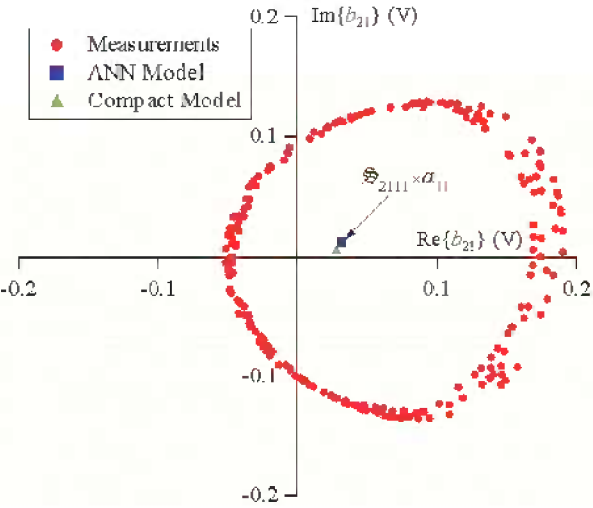 0.2
Im{b21} (V)
Measurements
ANN Model
Compact Model
0.1
𝕊2111×a11
Re{b21} (V)
-0.2
-0.1
0.1
0.2
-0.1
-0.2